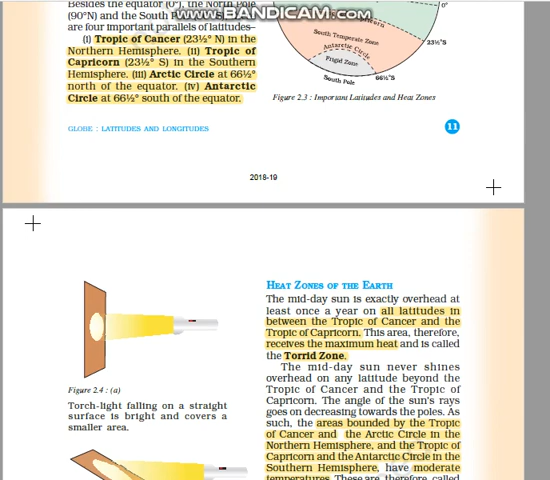 Besides the equator (0°), the North Pole
(90°N) and the South
www.BANDICAM.com
are four important parallels of latitudes–
(i) Tropic of Cancer (23½° N) in the
Northern Hemisphere. (ii) Tropic of
Capricorn (23½° S) in the Southern
Hemisphere. (iii) Arctic Circle at 66½°
north of the equator. (iv) Antarctic
Circle at 66½° south of the equator.
0°
South Temperate Zone
23½°S
Antarctic Circle
Frigid Zone
66½°S
South Pole
Figure 2.3 : Important Latitudes and Heat Zones
GLOBE : LATITUDES AND LONGITUDES
11
2018-19
Figure 2.4 : (a)
Torch-light falling on a straight
surface is bright and covers a
smaller area.
HEAT ZONES OF THE EARTH
The mid-day sun is exactly overhead at
least once a year on all latitudes in
between the Tropic of Cancer and the
Tropic of Capricorn. This area, therefore,
receives the maximum heat and is called
the Torrid Zone.
The mid-day sun never shines
overhead on any latitude beyond the
Tropic of Cancer and the Tropic of
Capricorn. The angle of the sun's rays
goes on decreasing towards the poles. As
such, the areas bounded by the Tropic
of Cancer and the Arctic Circle in the
Northern Hemisphere, and the Tropic of
Capricorn and the Antarctic Circle in the
Southern Hemisphere, have moderate
temperatures. These are, therefore, called